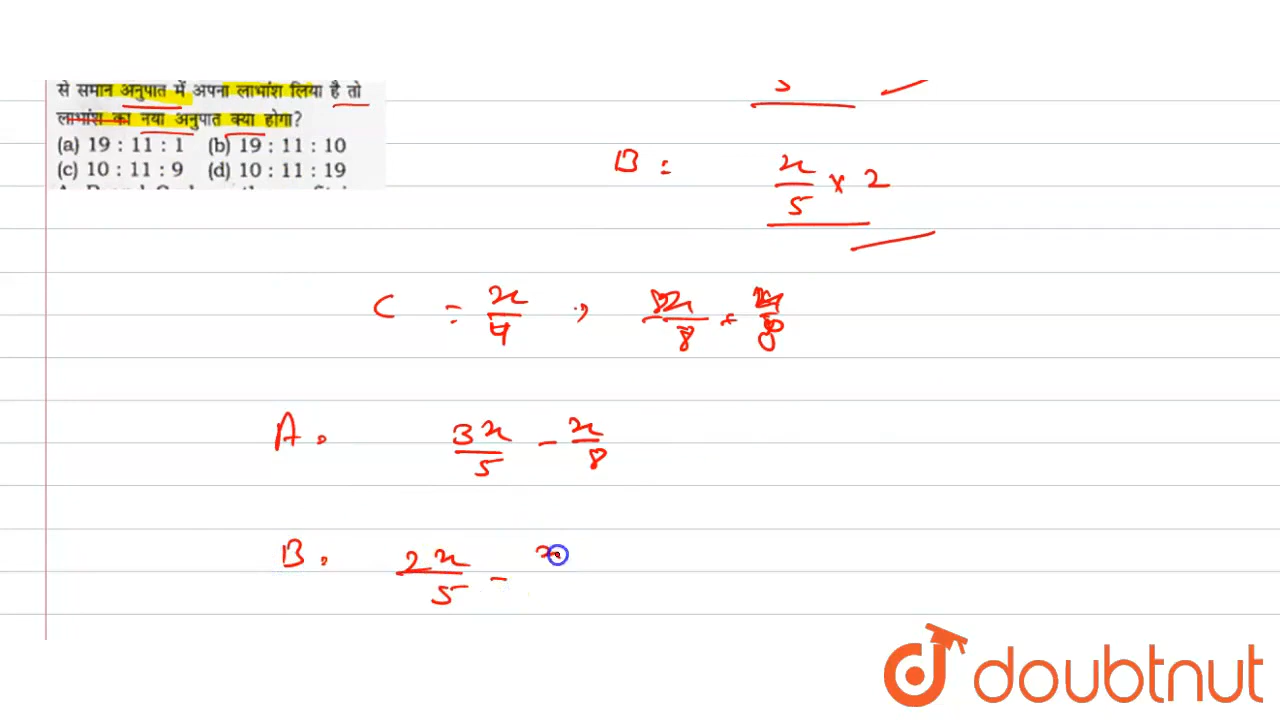 से समान अनुपात में अपना लाभांश लिया है तो
लाभांश का नया अनुपात क्या होगा?
(a) 19 : 11 : 1 (b) 19 : 11 : 10
(c) 10 : 11 : 9 (d) 10 : 11 : 19
5
B : x/5 × 2
C = x/4
A. 3x/5 - x/8
B. 2x/5 -
doubtnut